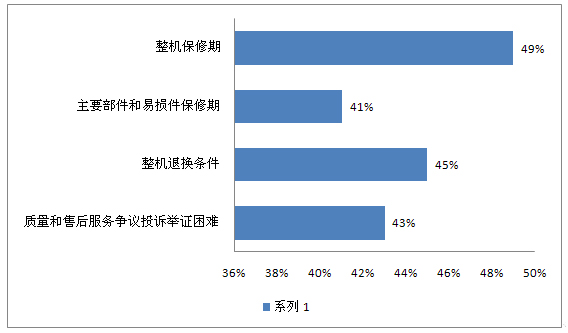 整机保修期
49%
主要部件和易损件保修期
41%
整机退换条件
45%
质量和售后服务争议投诉举证困难
43%
36% 38% 40% 42% 44% 46% 48% 50%
系列 1